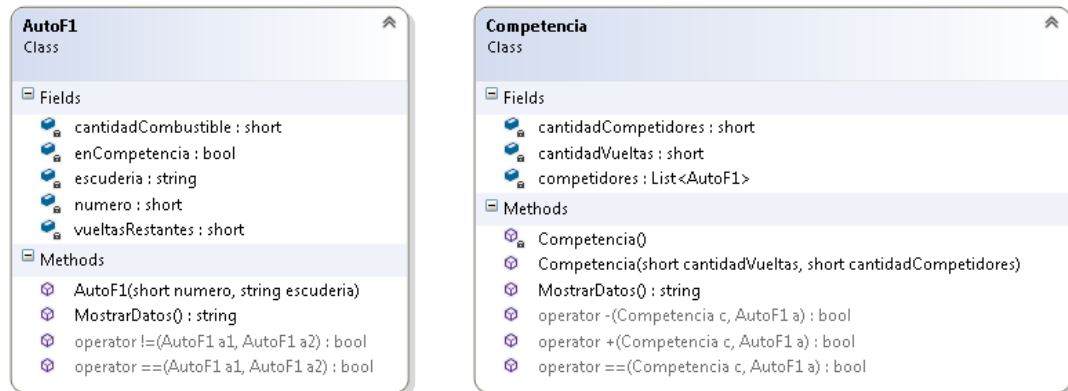 AutoF1
Class
Fields
cantidadCombustible : short
enCompetencia : bool
escuderia : string
numero : short
vueltasRestantes : short
Methods
AutoF1(short numero, string escuderia)
MostrarDatos() : string
operator !=(AutoF1 a1, AutoF1 a2) : bool
operator ==(AutoF1 a1, AutoF1 a2) : bool
Competencia
Class
Fields
cantidadCompetidores : short
cantidadVueltas : short
competidores : List<AutoF1>
Methods
Competencia()
Competencia(short cantidadVueltas, short cantidadCompetidores)
MostrarDatos() : string
operator -(Competencia c, AutoF1 a) : bool
operator +(Competencia c, AutoF1 a) : bool
operator ==(Competencia c, AutoF1 a) : bool